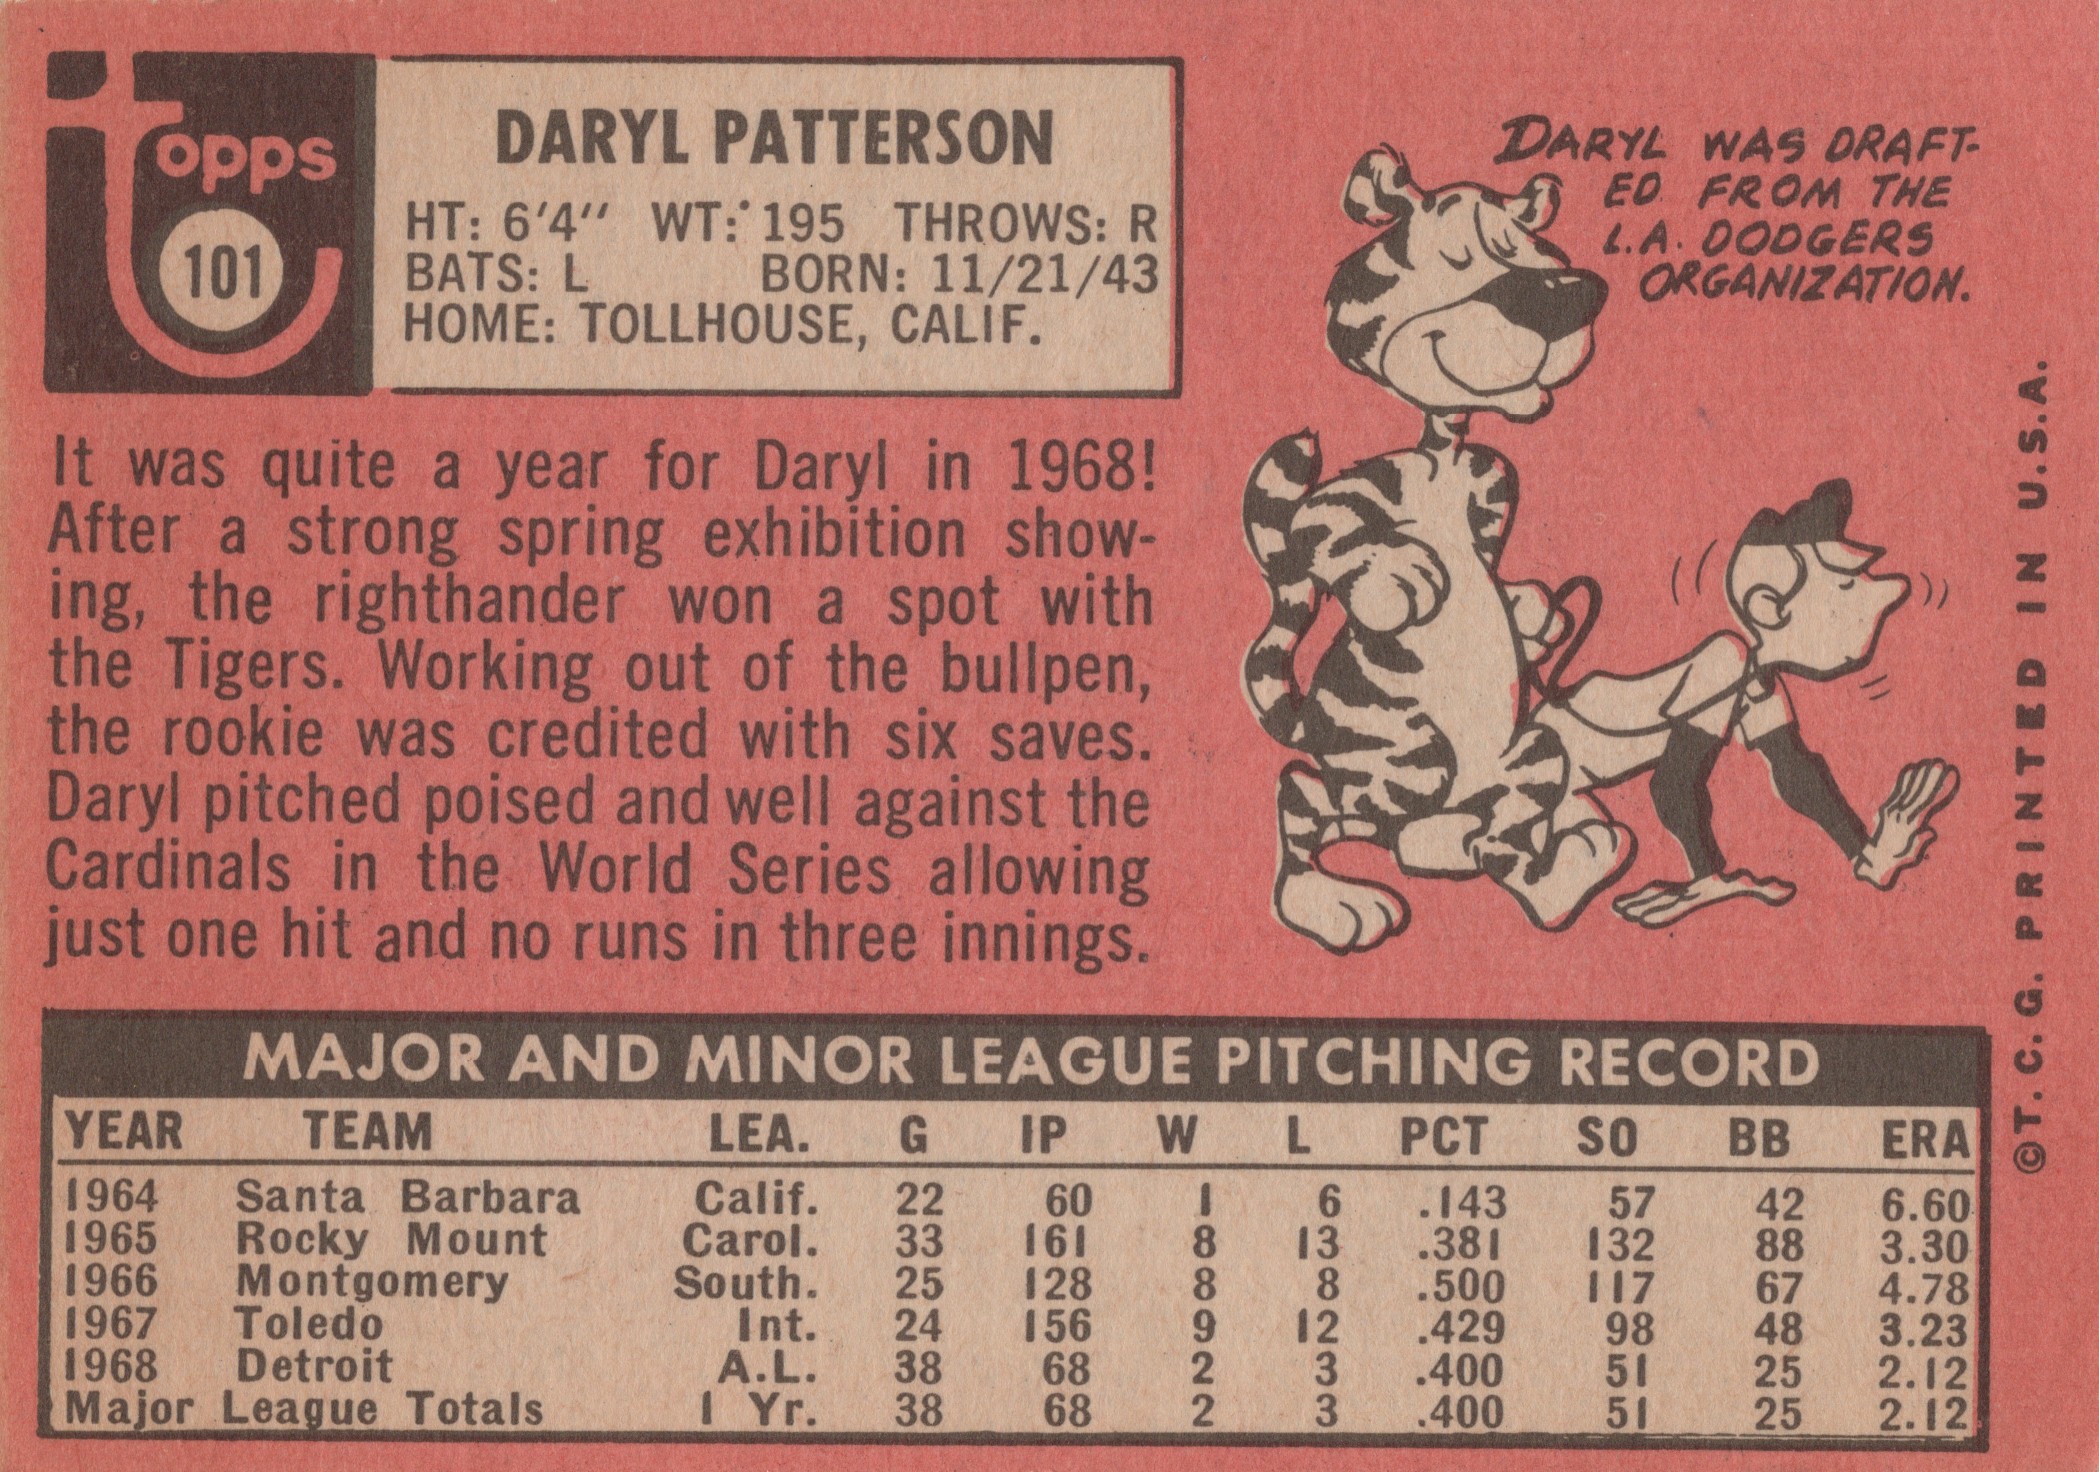 Topps
101
DARYL PATTERSON
HT: 6'4" WT: 195 THROWS: R
BATS: L BORN: 11/21/43
HOME: TOLLHOUSE, CALIF.
DARYL WAS DRAFT-
ED FROM THE
L.A. DODGERS
ORGANIZATION.
It was quite a year for Daryl in 1968!
After a strong spring exhibition show-
ing, the righthander won a spot with
the Tigers. Working out of the bullpen,
the rookie was credited with six saves.
Daryl pitched poised and well against the
Cardinals in the World Series allowing
just one hit and no runs in three innings.
MAJOR AND MINOR LEAGUE PITCHING RECORD
YEAR TEAM LEA. G IP W L PCT SO BB ERA
1964 Santa Barbara Calif. 22 60 1 6 .143 57 42 6.60
1965 Rocky Mount Carol. 33 161 8 13 .381 132 88 3.30
1966 Montgomery South. 25 128 8 8 .500 117 67 4.78
1967 Toledo Int. 24 156 9 12 .429 98 48 3.23
1968 Detroit A.L. 38 68 2 3 .400 51 25 2.12
Major League Totals 1 Yr. 38 68 2 3 .400 51 25 2.12
©T.C.G. PRINTED IN U.S.A.